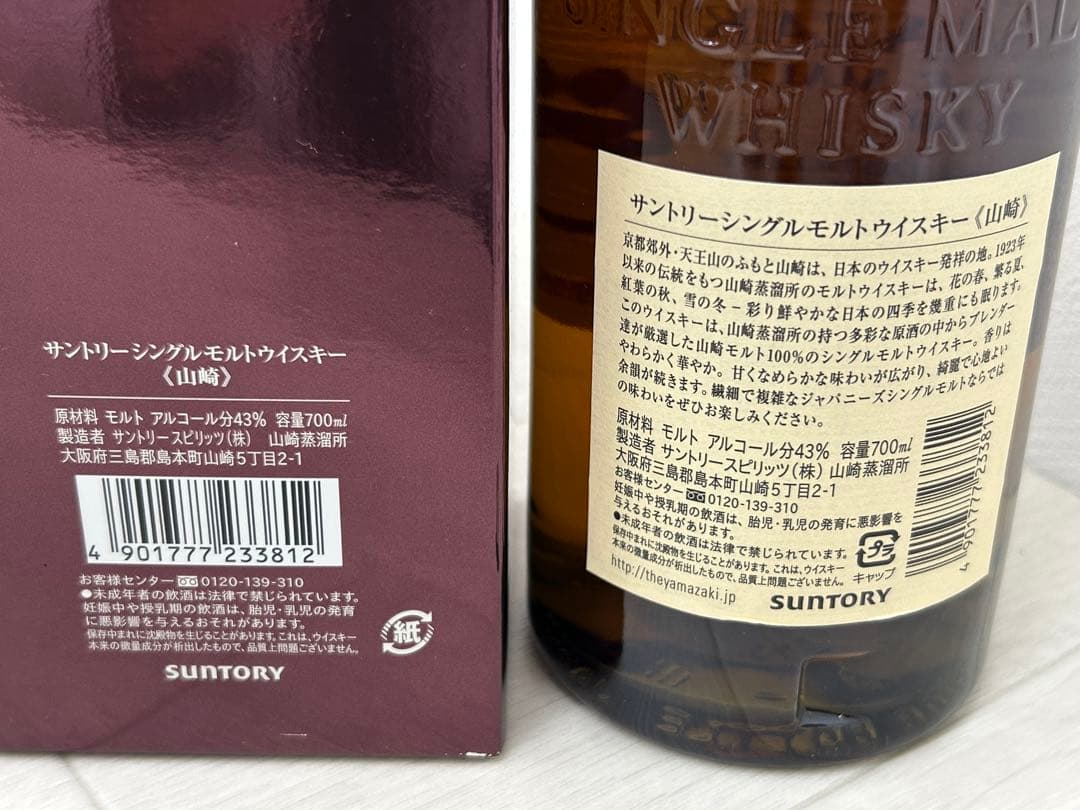 サントリーシングルモルトウイスキー
《山崎》
原材料 モルト アルコール分43% 容量700ml
製造者 サントリースピリッツ(株) 山崎蒸溜所
大阪府三島郡島本町山崎5丁目2-1
4 901777 233812
お客様センター 0120-139-310
●未成年者の飲酒は法律で禁じられています。
妊娠中や授乳期の飲酒は、胎児・乳児の発育
に悪影響を与えるおそれがあります。
保存中まれに沈殿物を生じることがあります。これは、ウイスキー
本来の微量成分が析出したもので、品質上問題ございません。
紙
SUNTORY
SINGLE MAL
WHISKY
サントリーシングルモルトウイスキー《山崎》
京都郊外・天王山のふもと山崎は、日本のウイスキー発祥の地。1923年
以来の伝統をもつ山崎蒸溜所のモルトウイスキーは、花の春、繁る夏、
紅葉の秋、雪の冬－彩り鮮やかな日本の四季を幾重にも眠ります。
このウイスキーは、山崎蒸溜所の持つ多彩な原酒の中からブレンダー
達が厳選した山崎モルト100%のシングルモルトウイスキー。香りは
やわらかく華やか。甘くなめらかな味わいが広がり、綺麗で心地よい
余韻が続きます。繊細で複雑なジャパニーズシングルモルトならでは
の味わいをぜひお楽しみください。
原材料 モルト アルコール分43% 容量700ml
製造者 サントリースピリッツ(株) 山崎蒸溜所
大阪府三島郡島本町山崎5丁目2-1
お客様センター 0120-139-310
妊娠中や授乳期の飲酒は、胎児・乳児の発育に悪影響を
与えるおそれがあります。
●未成年者の飲酒は法律で禁じられています。
保存中まれに沈殿物を生じることがあります。これは、ウイスキー
本来の微量成分が析出したもので、品質上問題ございません。
http://theyamazaki.jp
プラ
キャップ
SUNTORY
4 901777 233812